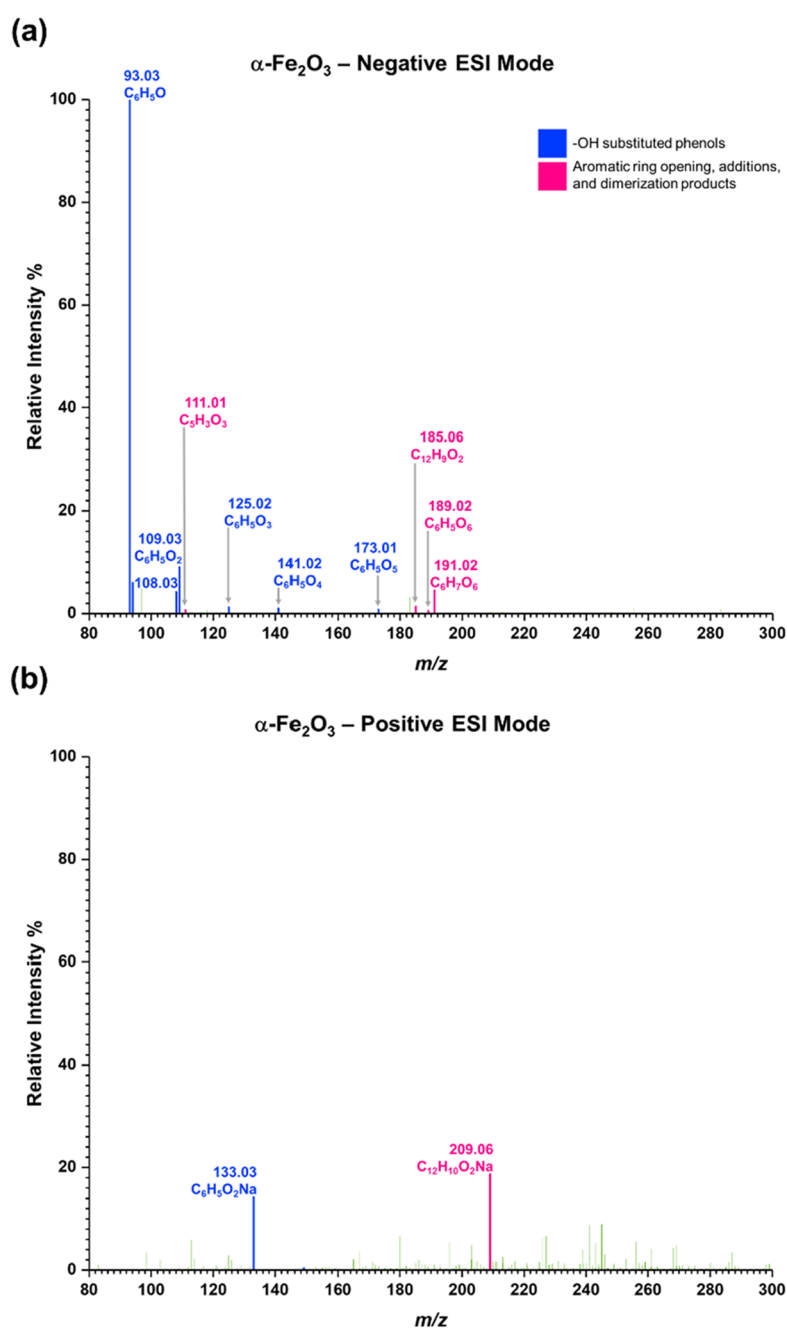 (a)
α-Fe₂O₃ – Negative ESI Mode
93.03
C₆H₅O
-OH substituted phenols
Aromatic ring opening, additions,
and dimerization products
111.01
C₅H₃O₃
185.06
C₁₂H₉O₂
125.02
C₆H₅O₃
189.02
C₆H₅O₆
109.03
C₆H₅O₂
108.03
141.02
C₆H₅O₄
173.01
C₆H₅O₅
191.02
C₆H₇O₆
Relative Intensity %
100
80
60
40
20
0
80 100 120 140 160 180 200 220 240 260 280 300
m/z
(b)
α-Fe₂O₃ – Positive ESI Mode
133.03
C₆H₅O₂Na
209.06
C₁₂H₁₀O₂Na
Relative Intensity %
100
80
60
40
20
0
80 100 120 140 160 180 200 220 240 260 280 300
m/z